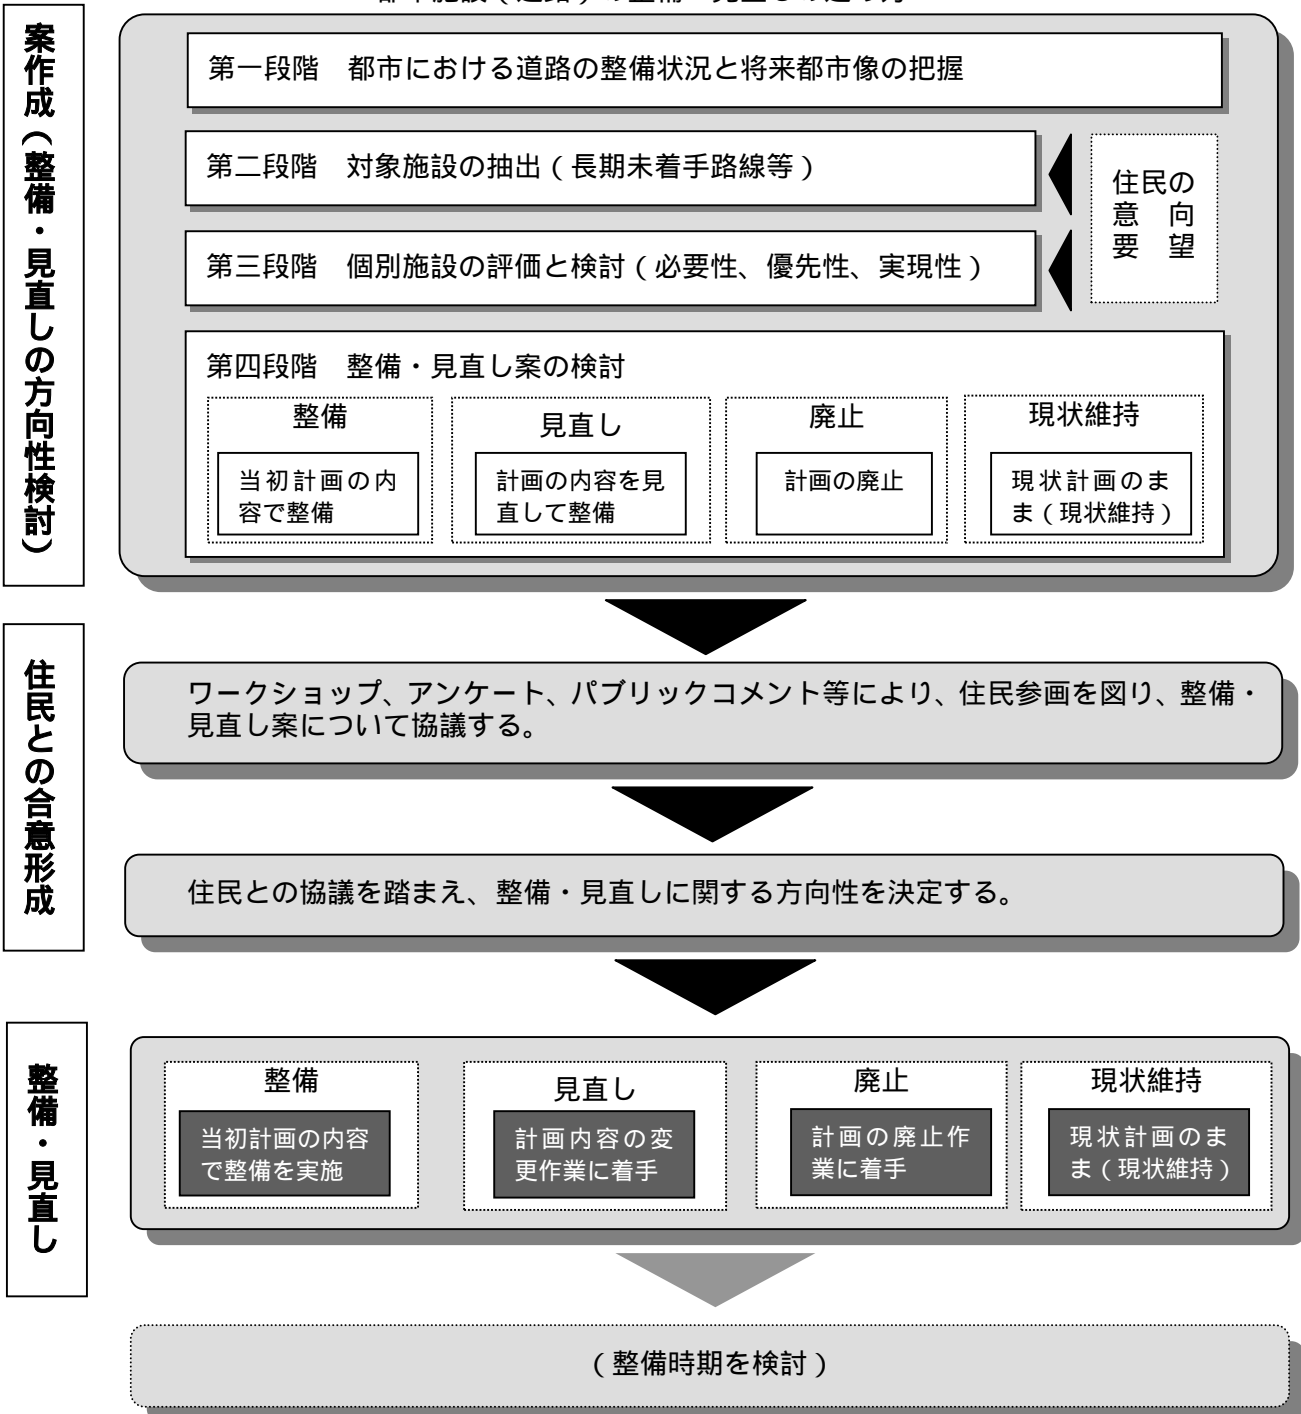 案作成（整備・見直しの方向性検討）
第一段階　都市における道路の整備状況と将来都市像の把握
第二段階　対象施設の抽出（長期未着手路線等）
第三段階　個別施設の評価と検討（必要性、優先性、実現性）
住民の
意　向
要　望
第四段階　整備・見直し案の検討
整備
当初計画の内
容で整備
見直し
計画の内容を見
直して整備
廃止
計画の廃止
現状維持
現状計画のま
ま（現状維持）
住民との合意形成
ワークショップ、アンケート、パブリックコメント等により、住民参画を図り、整備・
見直し案について協議する。
住民との協議を踏まえ、整備・見直しに関する方向性を決定する。
整備・見直し
整備
当初計画の内容
で整備を実施
見直し
計画内容の変
更作業に着手
廃止
計画の廃止作
業に着手
現状維持
現状計画のま
ま（現状維持）
（整備時期を検討）